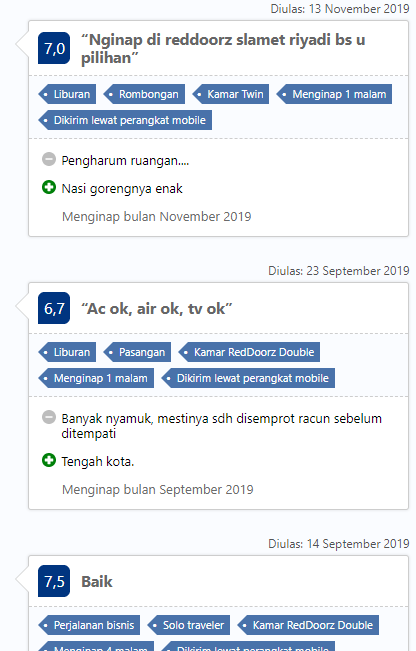 Diulas: 13 November 2019
7,0
“Nginap di reddoorz slamet riyadi bs u
pilihan”
Liburan
Rombongan
Kamar Twin
Menginap 1 malam
Dikirim lewat perangkat mobile
Pengharum ruangan....
Nasi gorengnya enak
Menginap bulan November 2019
Diulas: 23 September 2019
6,7
“Ac ok, air ok, tv ok”
Liburan
Pasangan
Kamar RedDoorz Double
Menginap 1 malam
Dikirim lewat perangkat mobile
Banyak nyamuk, mestinya sdh disemprot racun sebelum
ditempati
Tengah kota.
Menginap bulan September 2019
Diulas: 14 September 2019
7,5
Baik
Perjalanan bisnis
Solo traveler
Kamar RedDoorz Double
Menginap 4 malam
Dikirim lewat perangkat mobile